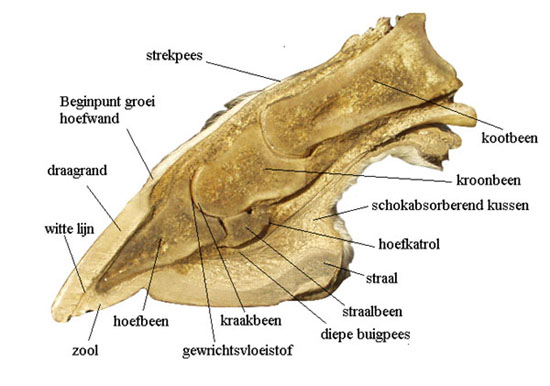 strekpees
Beginpunt groei
hoefwand
kootbeen
draagrand
kroonbeen
schokabsorberend kussen
witte lijn
hoefkatrol
straal
straalbeen
hoefbeen
kraakbeen
diepe buigpees
zool
gewrichtsvloeistof